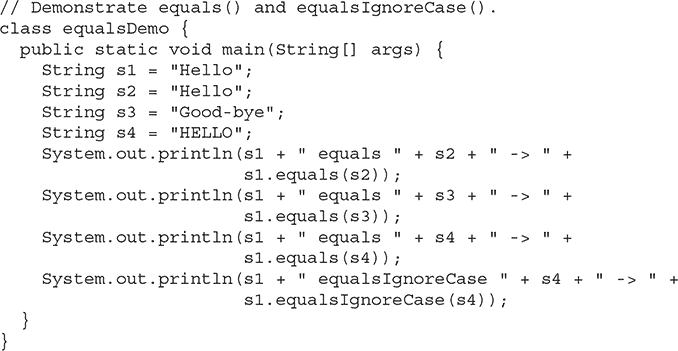 // Demonstrate equals() and equalsIgnoreCase().
class equalsDemo {
  public static void main(String[] args) {
    String s1 = "Hello";
    String s2 = "Hello";
    String s3 = "Good-bye";
    String s4 = "HELLO";
    System.out.println(s1 + " equals " + s2 + " -> " +
                       s1.equals(s2));
    System.out.println(s1 + " equals " + s3 + " -> " +
                       s1.equals(s3));
    System.out.println(s1 + " equals " + s4 + " -> " +
                       s1.equals(s4));
    System.out.println(s1 + " equalsIgnoreCase " + s4 + " -> " +
                       s1.equalsIgnoreCase(s4));
  }
}